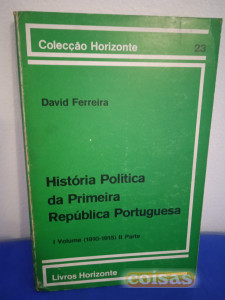 Colecção Horizonte 23
David Ferreira
História Política
da Primeira
República Portuguesa
I Volume (1910-1915) II Parte
Livros Horizonte
coisas